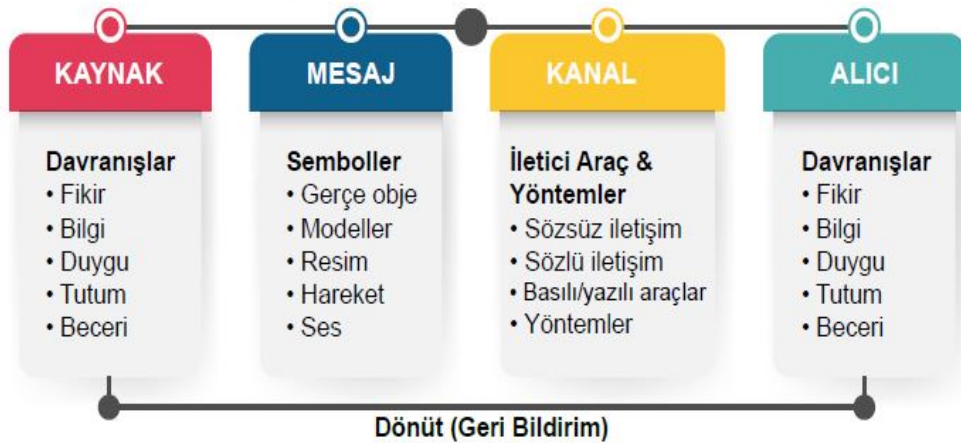 KAYNAK
Davranışlar
• Fikir
• Bilgi
• Duygu
• Tutum
• Beceri
MESAJ
Semboller
• Gerçe obje
• Modeller
• Resim
• Hareket
• Ses
KANAL
İletici Araç &
Yöntemler
• Sözsüz iletişim
• Sözlü iletişim
• Basılı/yazılı araçlar
• Yöntemler
ALICI
Davranışlar
• Fikir
• Bilgi
• Duygu
• Tutum
• Beceri
Dönüt (Geri Bildirim)